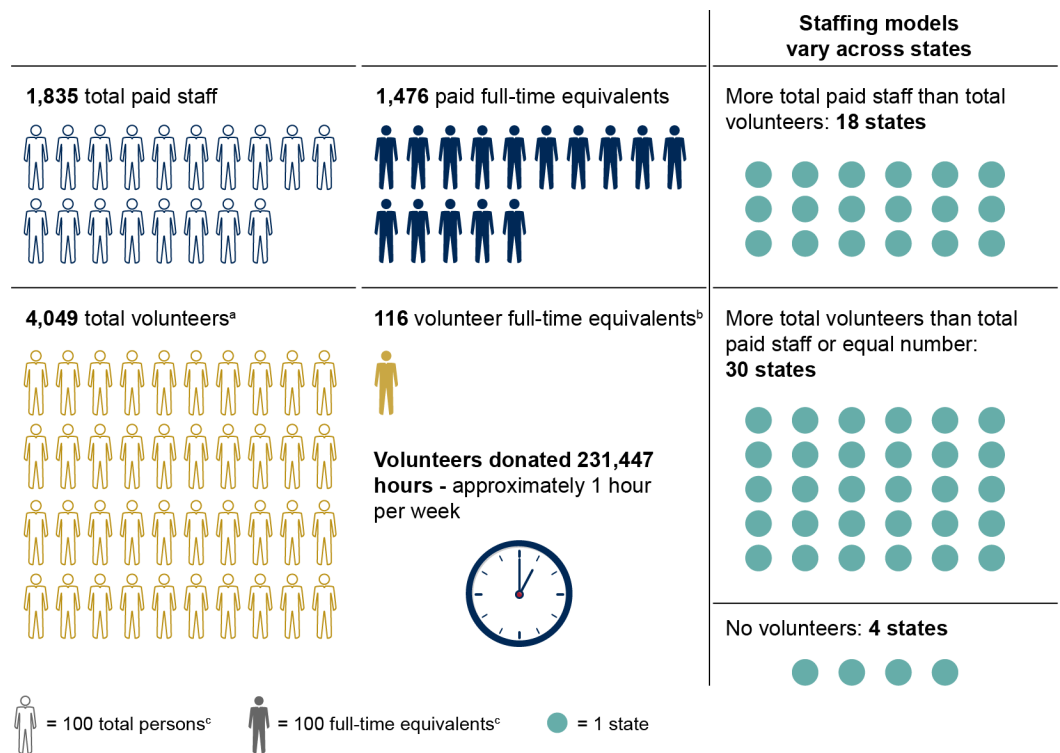 Staffing models
vary across states
1,835 total paid staff
1,476 paid full-time equivalents
More total paid staff than total
volunteers: 18 states
4,049 total volunteersᵃ
116 volunteer full-time equivalentsᵇ
Volunteers donated 231,447
hours - approximately 1 hour
per week
More total volunteers than total
paid staff or equal number:
30 states
No volunteers: 4 states
= 100 total personsᶜ
= 100 full-time equivalentsᶜ
= 1 state